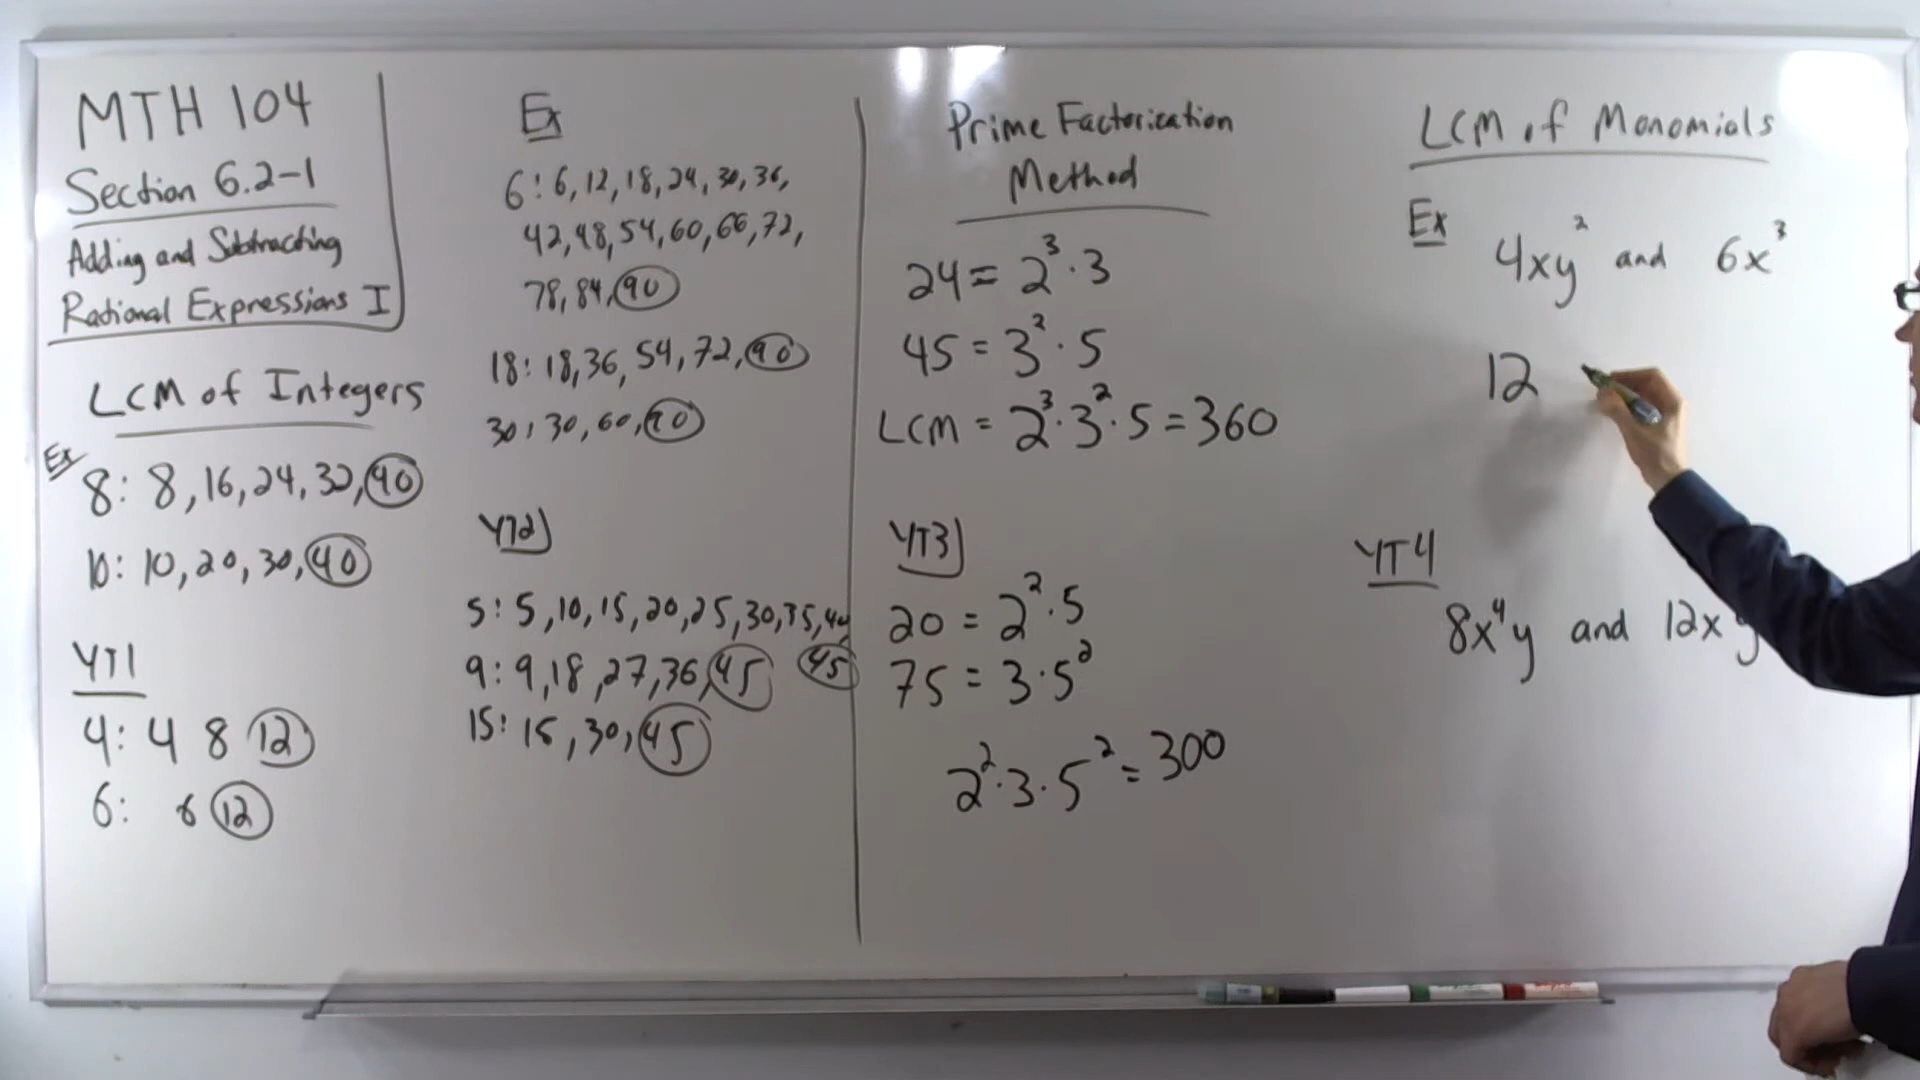 MTH 104
Section 6.2-1
Adding and Subtracting
Rational Expressions I
LCM of Integers
Ex
8: 8, 16, 24, 32, 40
10: 10, 20, 30, 40
YT1
4: 4 8 12
6: 6 12
Ex
6: 6, 12, 18, 24, 30, 36,
42, 48, 54, 60, 66, 72,
78, 84, 90
18: 18, 36, 54, 72, 90
30: 30, 60, 90
YT2
5: 5, 10, 15, 20, 25, 30, 35, 40,
45
9: 9, 18, 27, 36, 45
15: 15, 30, 45
Prime Factorization
Method
24 = 2³·3
45 = 3²·5
LCM = 2³·3²·5 = 360
YT3
20 = 2²·5
75 = 3·5²
2²·3·5² = 300
LCM of Monomials
Ex
4xy² and 6x³
12
YT4
8x⁴y and 12x y